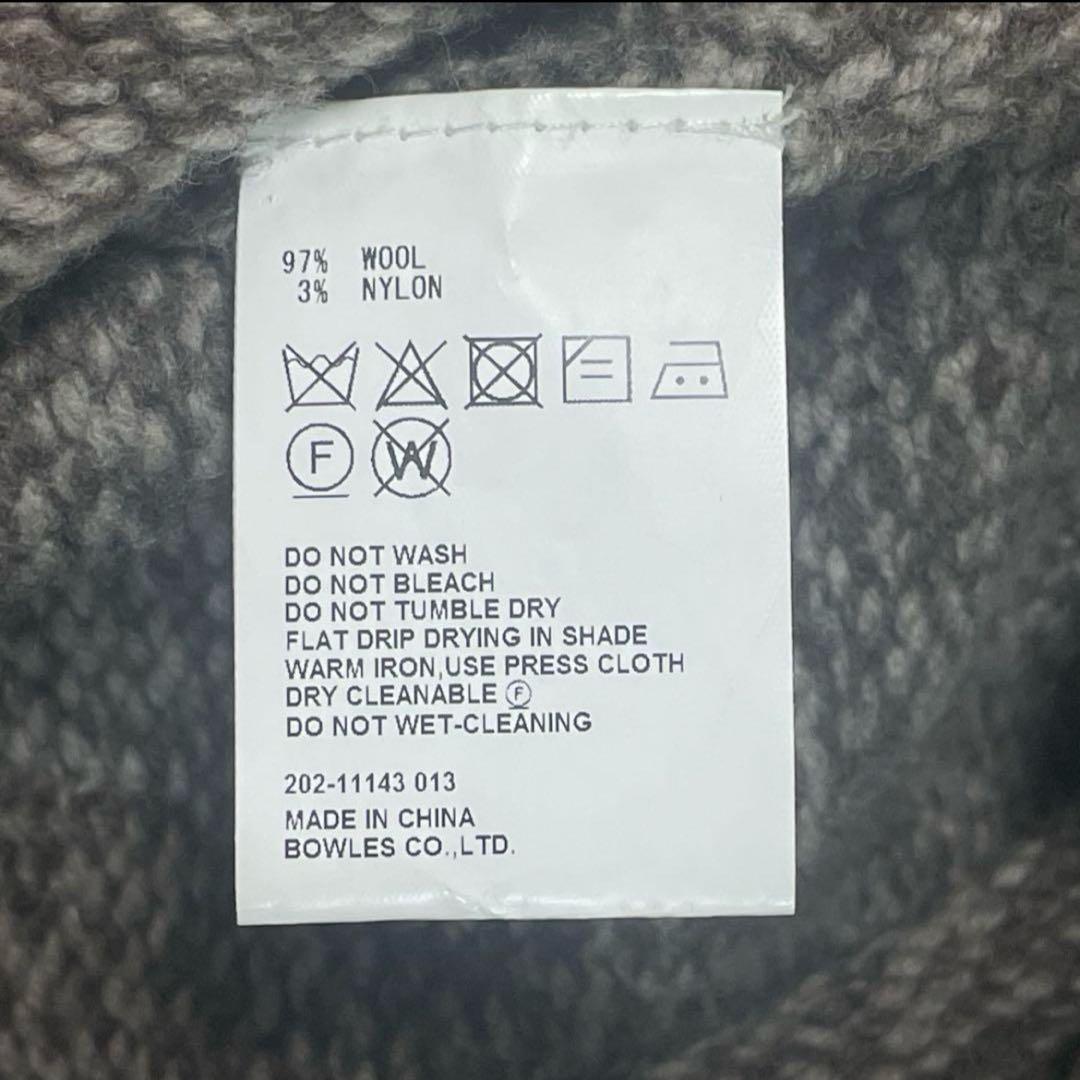 97% WOOL
3% NYLON
F W
DO NOT WASH
DO NOT BLEACH
DO NOT TUMBLE DRY
FLAT DRIP DRYING IN SHADE
WARM IRON,USE PRESS CLOTH
DRY CLEANABLE Ⓕ
DO NOT WET-CLEANING
202-11143 013
MADE IN CHINA
BOWLES CO.,LTD.